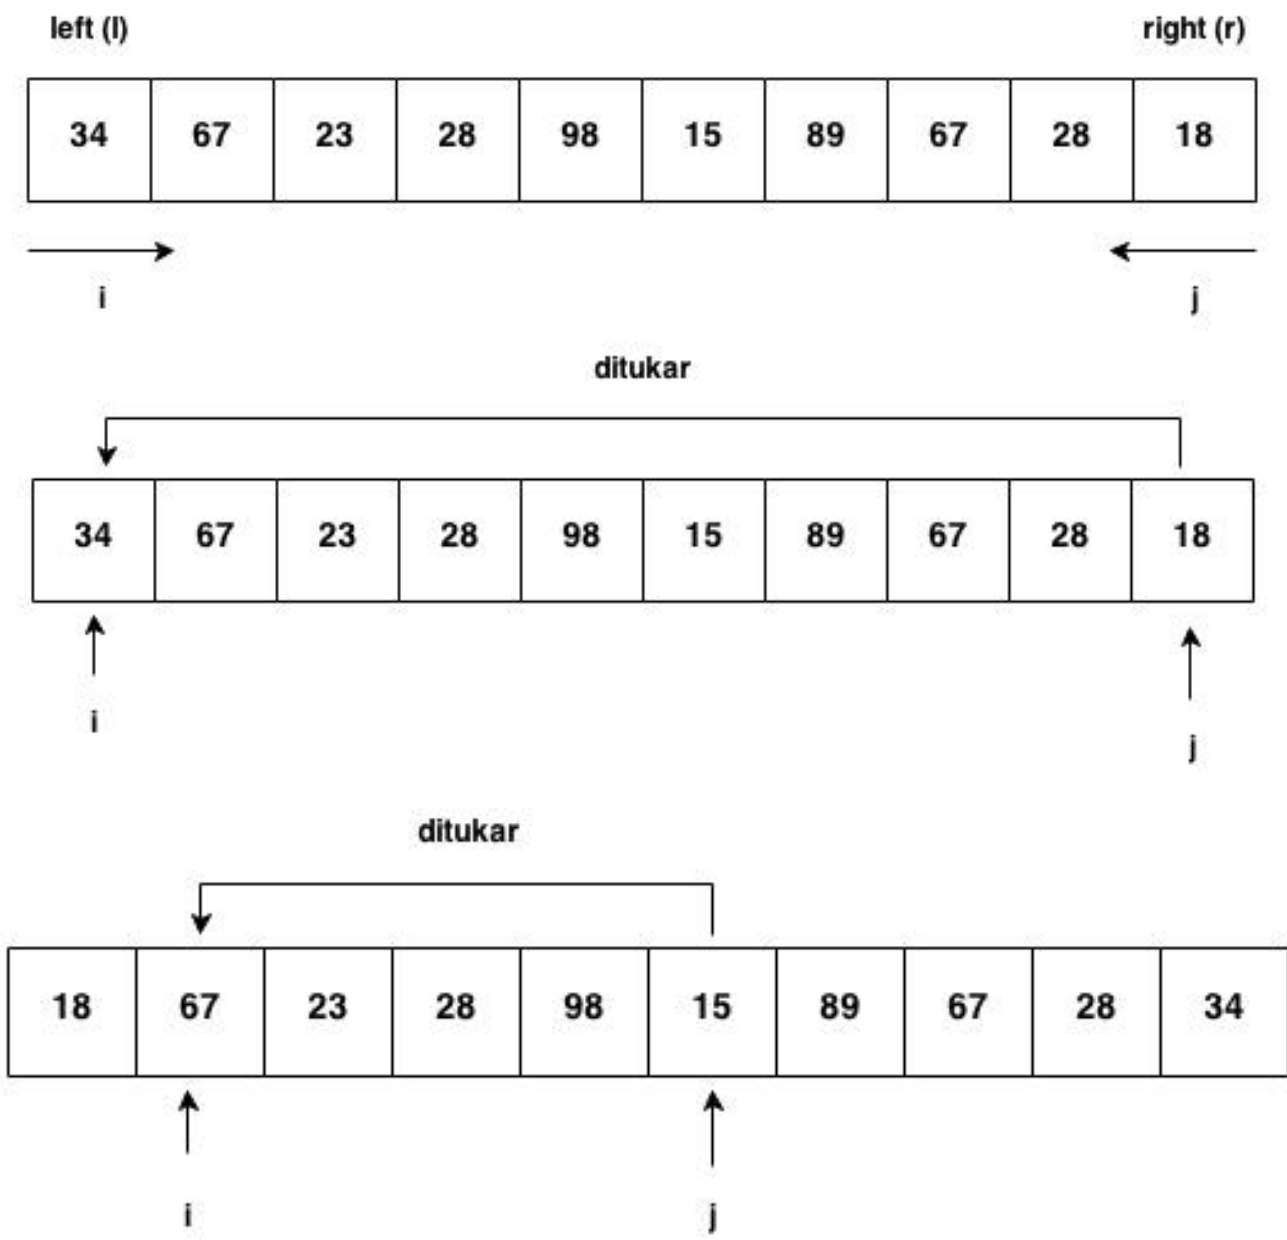 left (l) right (r)
34 67 23 28 98 15 89 67 28 18
i j
ditukar
34 67 23 28 98 15 89 67 28 18
i
j
ditukar
18 67 23 28 98 15 89 67 28 34
i j